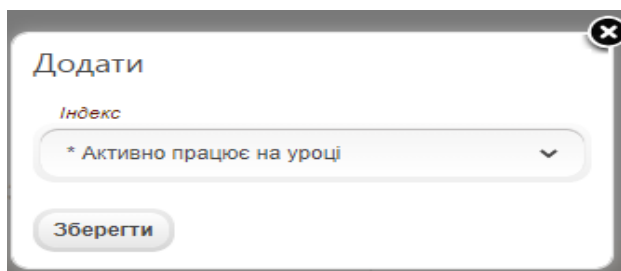 Додати
Індекс
* Активно працює на уроці
Зберегти